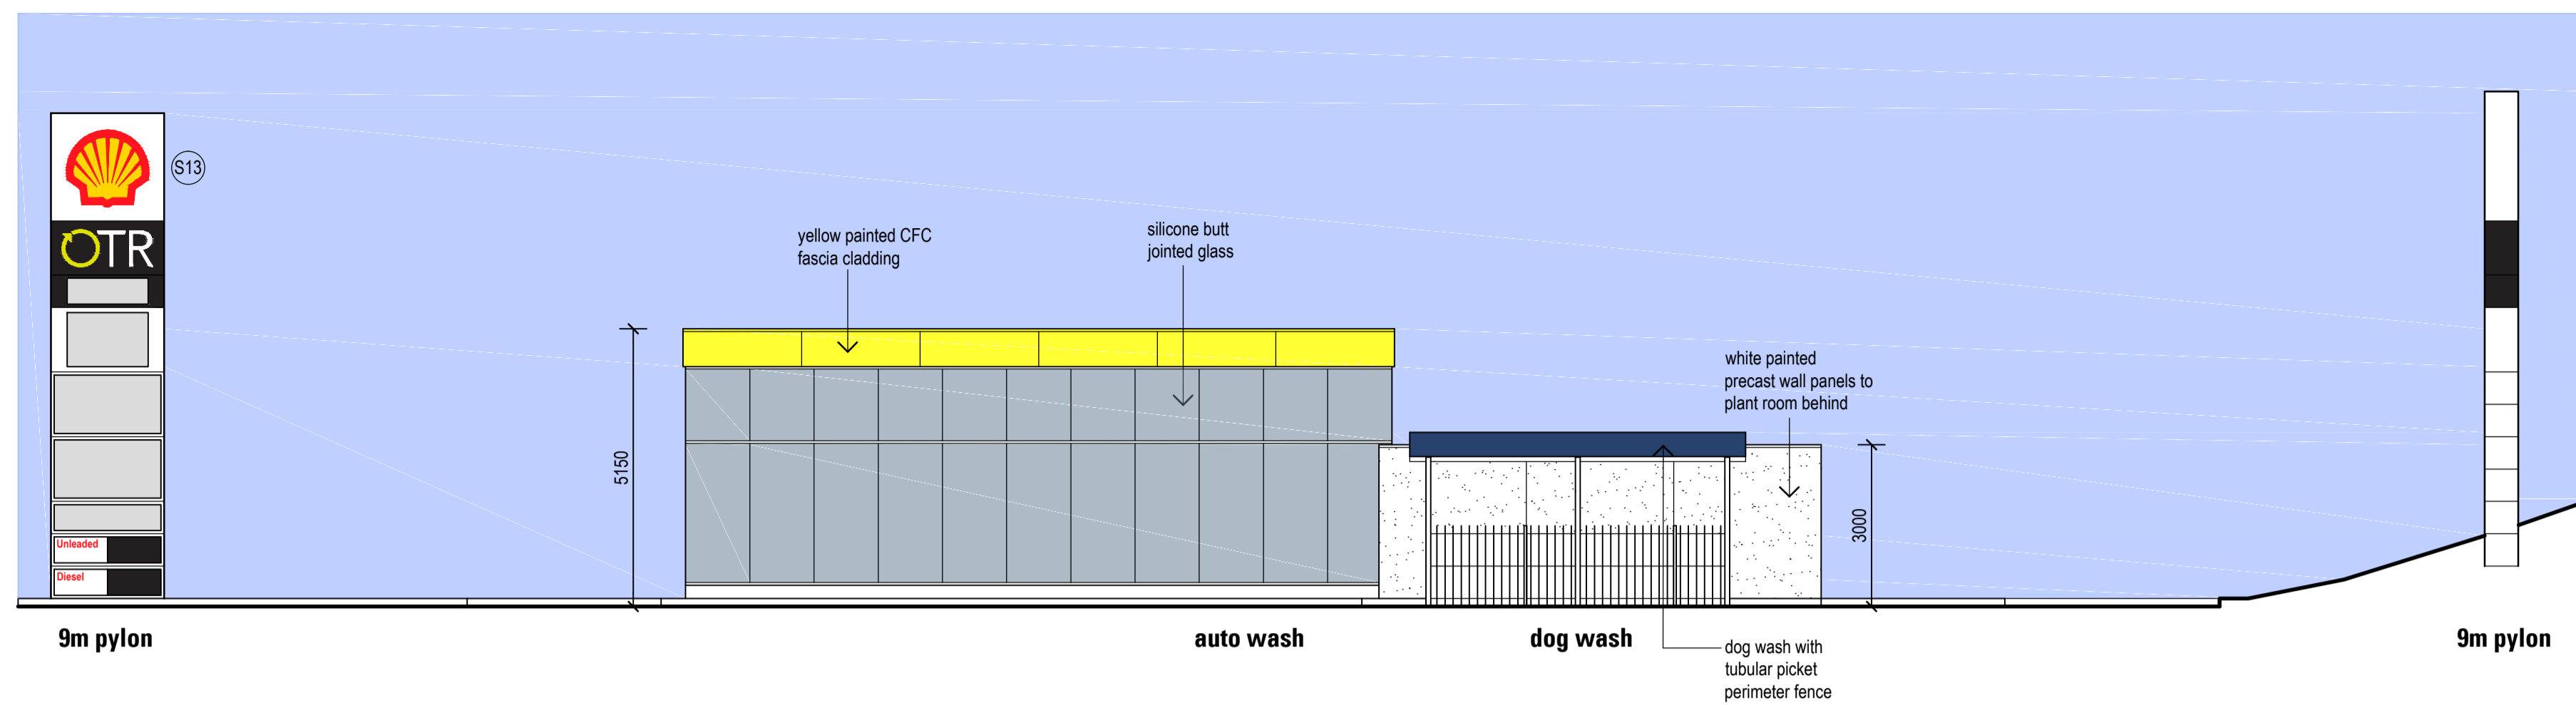 S13
OTR
Unleaded
Diesel
9m pylon
5150
yellow painted CFC
fascia cladding
silicone butt
jointed glass
auto wash
white painted
precast wall panels to
plant room behind
3000
dog wash
dog wash with
tubular picket
perimeter fence
9m pylon